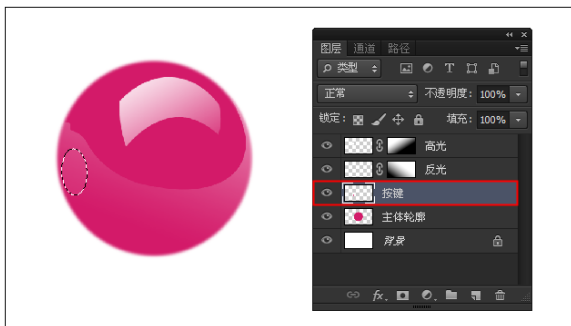 图层 通道 路径
类型 T
正常 不透明度: 100%
锁定: 填充: 100%
高光
反光
按键
主体轮廓
背景
fx.